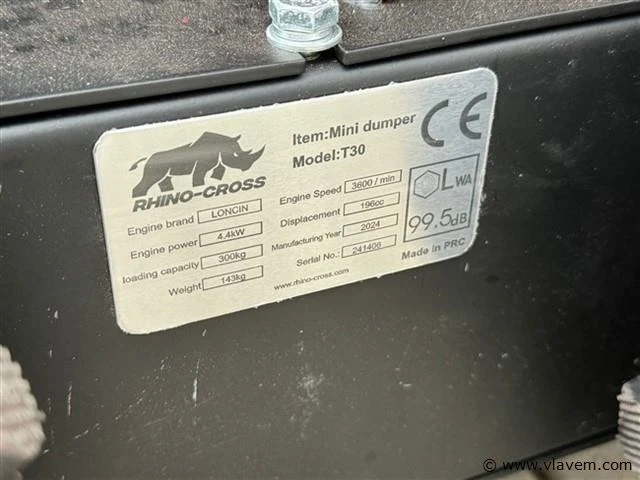 RHINO-CROSS
Item:Mini dumper
Model:T30
CE
Engine brand LONCIN
Engine power 4.4kW
loading capacity 300kg
Weight 143kg
Engine Speed 3600 / min
Displacement 196cc
Manufacturing Year 2024
Serial No.: 241406
LWA
99.5dB
Made in PRC
www.rhino-cross.com
© www.vlavem.com